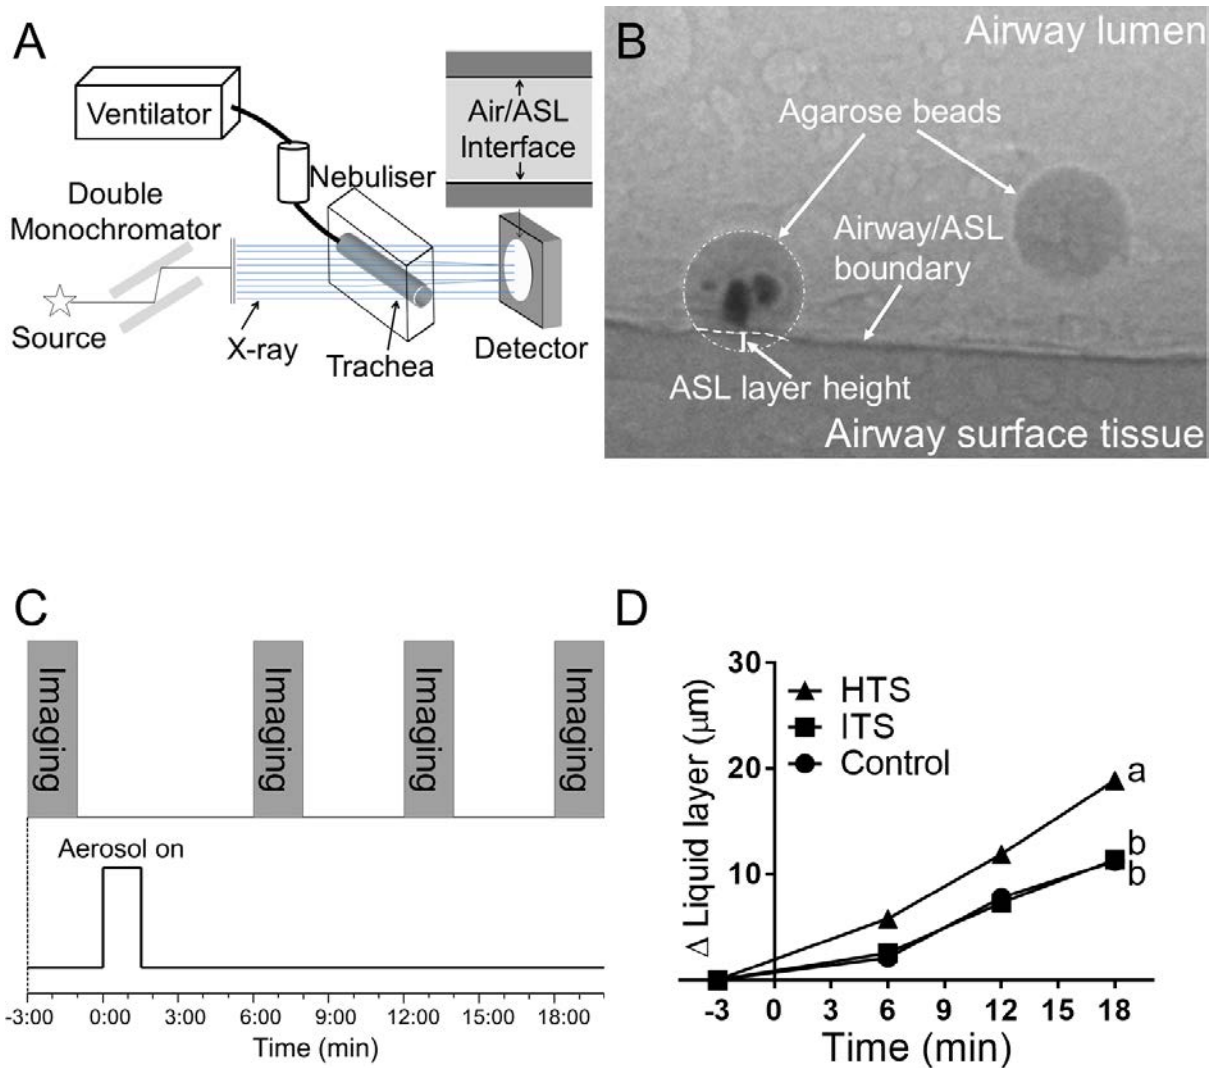 A
Ventilator
Air/ASL
Interface
Nebuliser
Double
Monochromator
Source
X-ray
Trachea
Detector
B
Airway lumen
Agarose beads
Airway/ASL
boundary
ASL layer height
Airway surface tissue
C
Imaging
Imaging
Imaging
Imaging
Aerosol on
-3:00 0:00 3:00 6:00 9:00 12:00 15:00 18:00
Time (min)
D
Δ Liquid layer (μm)
30
20
10
HTS
ITS
Control
a
b
b
-3 0 3 6 9 12 15 18
Time (min)